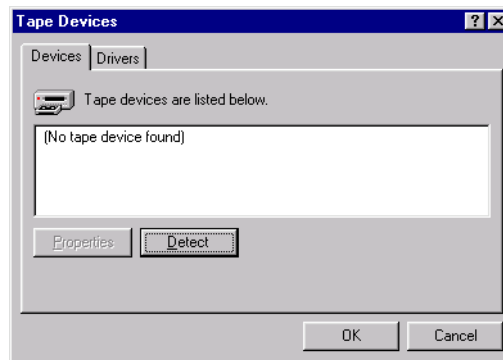 Tape Devices
Devices Drivers
Tape devices are listed below.
(No tape device found)
Properties Detect
OK Cancel